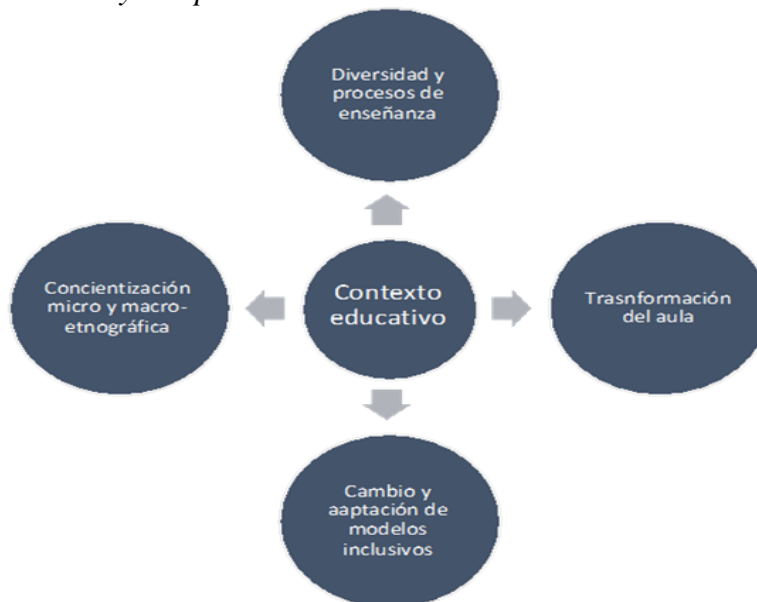 Diversidad y
procesos de
enseñanza
Concientización
micro y macro-
etnográfica
Contexto
educativo
Trasnformación
del aula
Cambio y
aaptación de
modelos
inclusivos